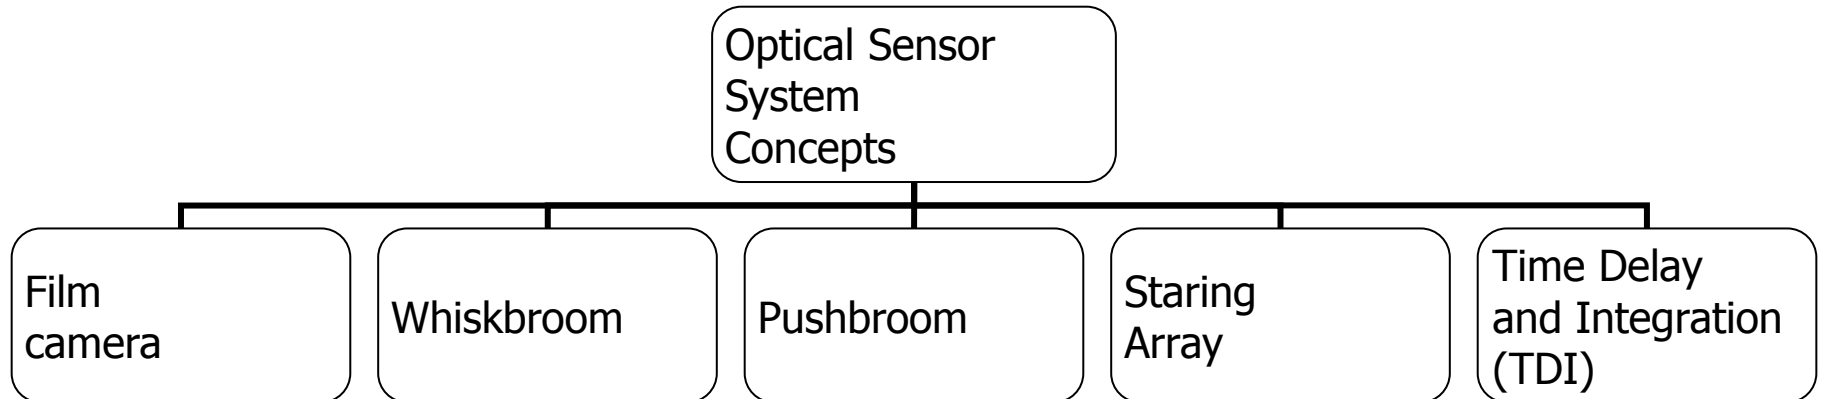 Optical Sensor
System
Concepts
Film
camera
Whiskbroom
Pushbroom
Staring
Array
Time Delay
and Integration
(TDI)